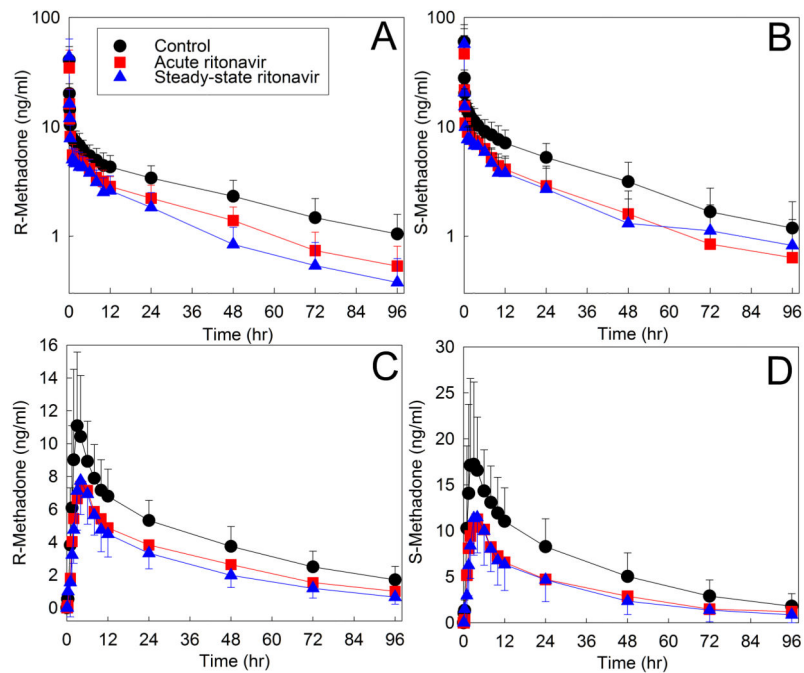 A
Control
Acute ritonavir
Steady-state ritonavir
R-Methadone (ng/ml)
100
10
1
0 12 24 36 48 60 72 84 96
Time (hr)
B
S-Methadone (ng/ml)
100
10
1
0 12 24 36 48 60 72 84 96
Time (hr)
C
R-Methadone (ng/ml)
16
14
12
10
8
6
4
2
0
0 12 24 36 48 60 72 84 96
Time (hr)
D
S-Methadone (ng/ml)
30
25
20
15
10
5
0
0 12 24 36 48 60 72 84 96
Time (hr)